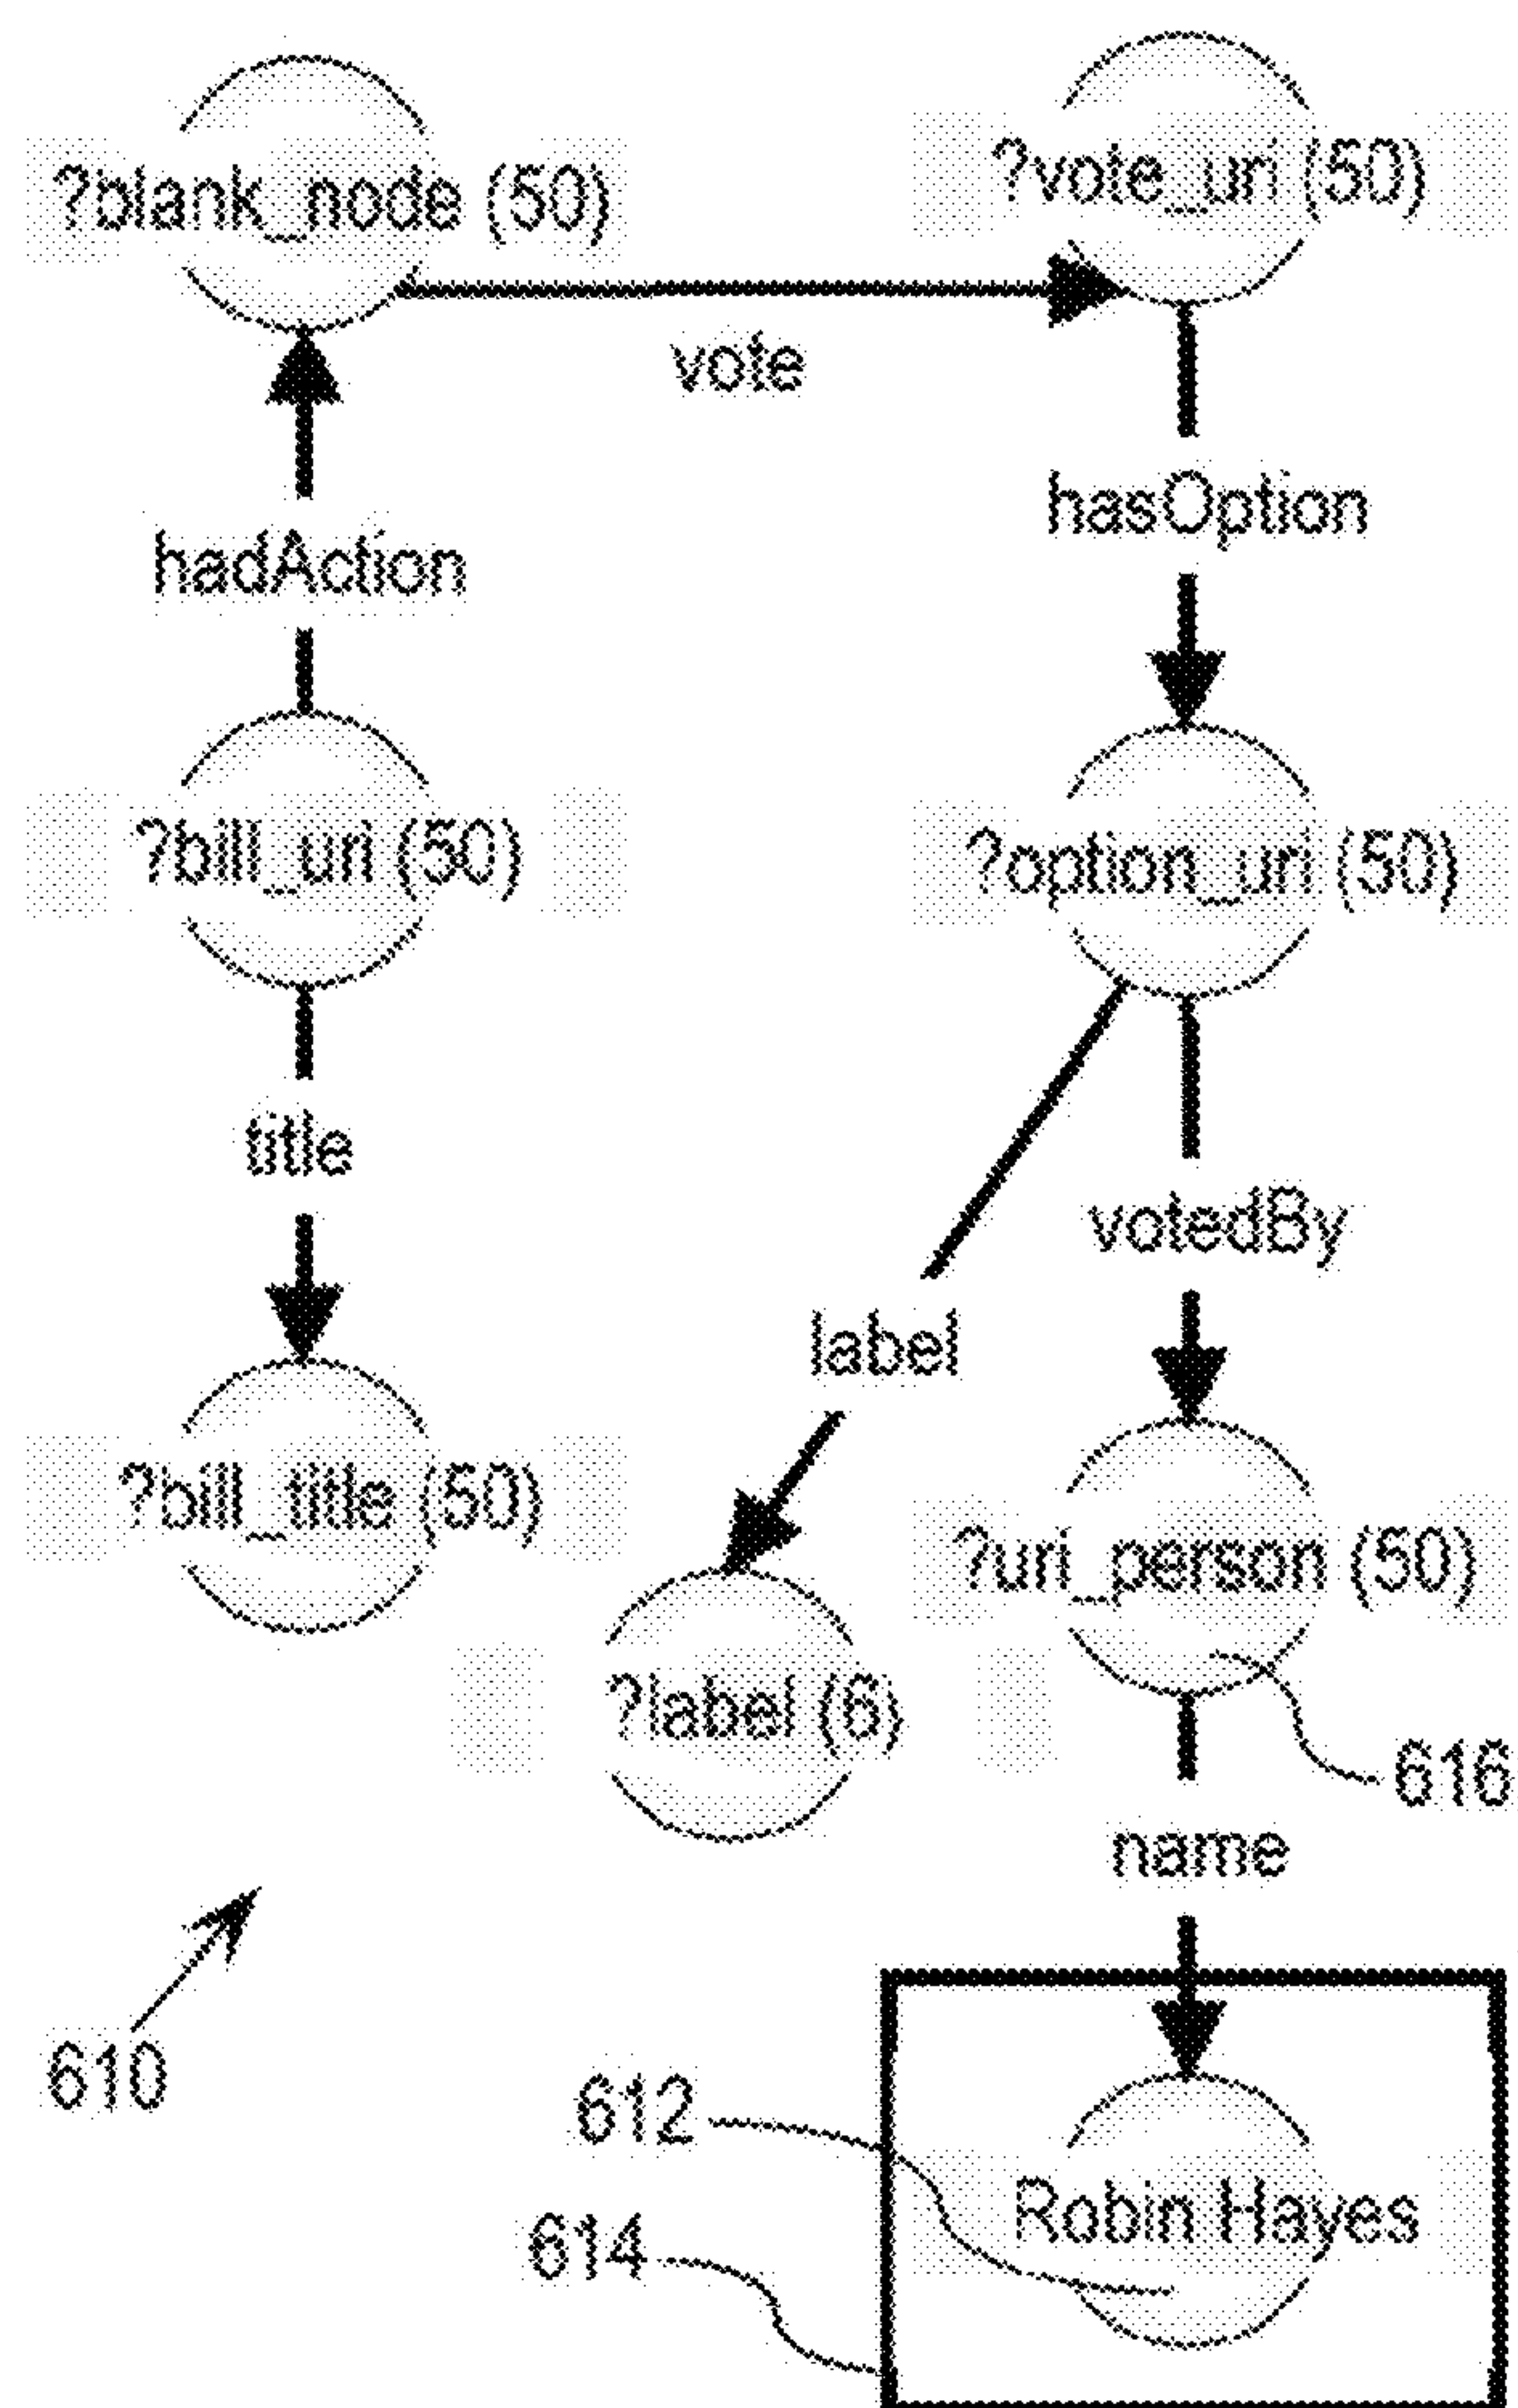 ?blank_node (50)
?vote_uri (50)
vote
hasOption
hadAction
?bill_uri (50)
?option_uri (50)
title
votedBy
label
?bill_title (50)
?uri_person (50)
?label (6)
616
name
610
612
Robin Hayes
614